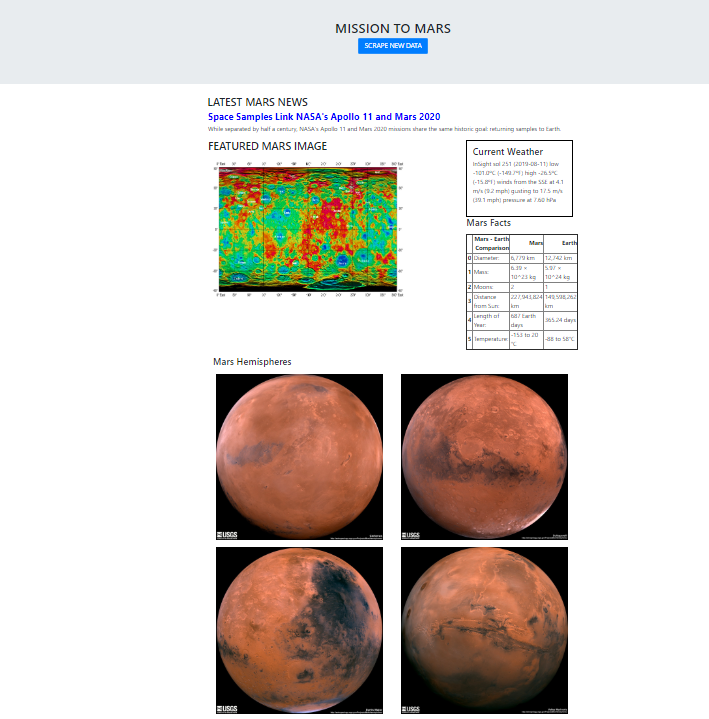 MISSION TO MARS
SCRAPE NEW DATA
LATEST MARS NEWS
Space Samples Link NASA's Apollo 11 and Mars 2020
While separated by half a century, NASA's Apollo 11 and Mars 2020 missions share the same historic goal: returning samples to Earth.
FEATURED MARS IMAGE
Current Weather
InSight sol 251 (2019-08-11) low
-101.0ºC (-149.7ºF) high -26.5ºC
(-15.8ºF) winds from the SSE at 4.1
m/s (9.2 mph) gusting to 17.5 m/s
(39.1 mph) pressure at 7.60 hPa
Mars Facts
Mars - Earth
Comparison
Mars
Earth
0 Diameter: 6,779 km 12,742 km
1 Mass: 6.39 ×
10^23 kg
5.97 ×
10^24 kg
2 Moons: 2 1
3 Distance
from Sun:
227,943,824
km
149,598,262
km
4 Length of
Year:
687 Earth
days
365.24 days
5 Temperature: -153 to 20
°C
-88 to 58°C
Mars Hemispheres
USGS
USGS
USGS
USGS